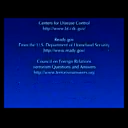 Centers for Disease Control
http://www.bt.cdc.gov/
Ready.gov
From the U.S. Department of Homeland Security
http://www.ready.gov/
Council on Foreign Relations
terrorism Questions and Answers
http://www.terrorismanswers.org